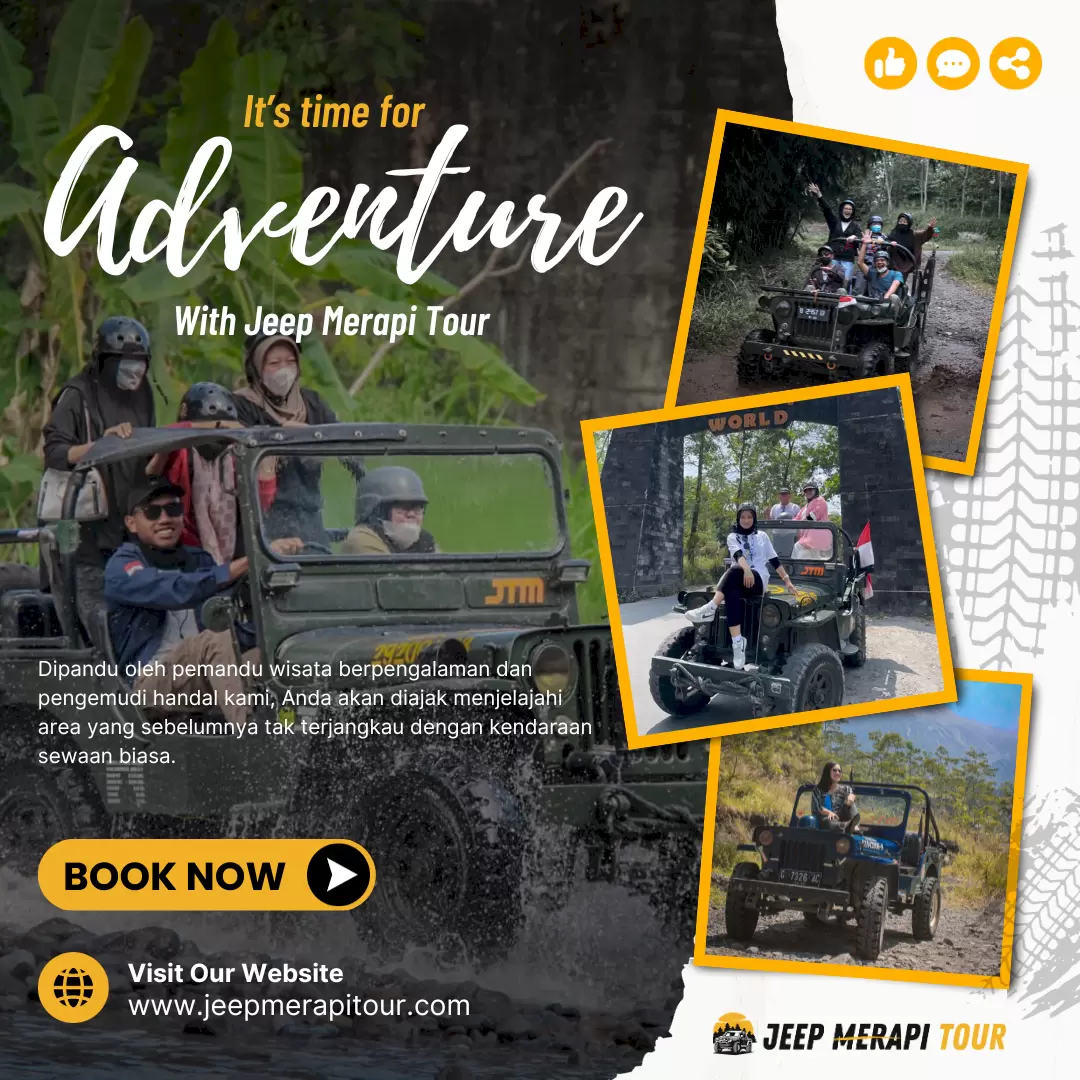 It's time for
Adventure
With Jeep Merapi Tour
WORLD
JTM
JTM
Dipandu oleh pemandu wisata berpengalaman dan
pengemudi handal kami, Anda akan diajak menjelajahi
area yang sebelumnya tak terjangkau dengan kendaraan
sewaan biasa.
BOOK NOW
Visit Our Website
www.jeepmerapitour.com
JEEP MERAPI TOUR